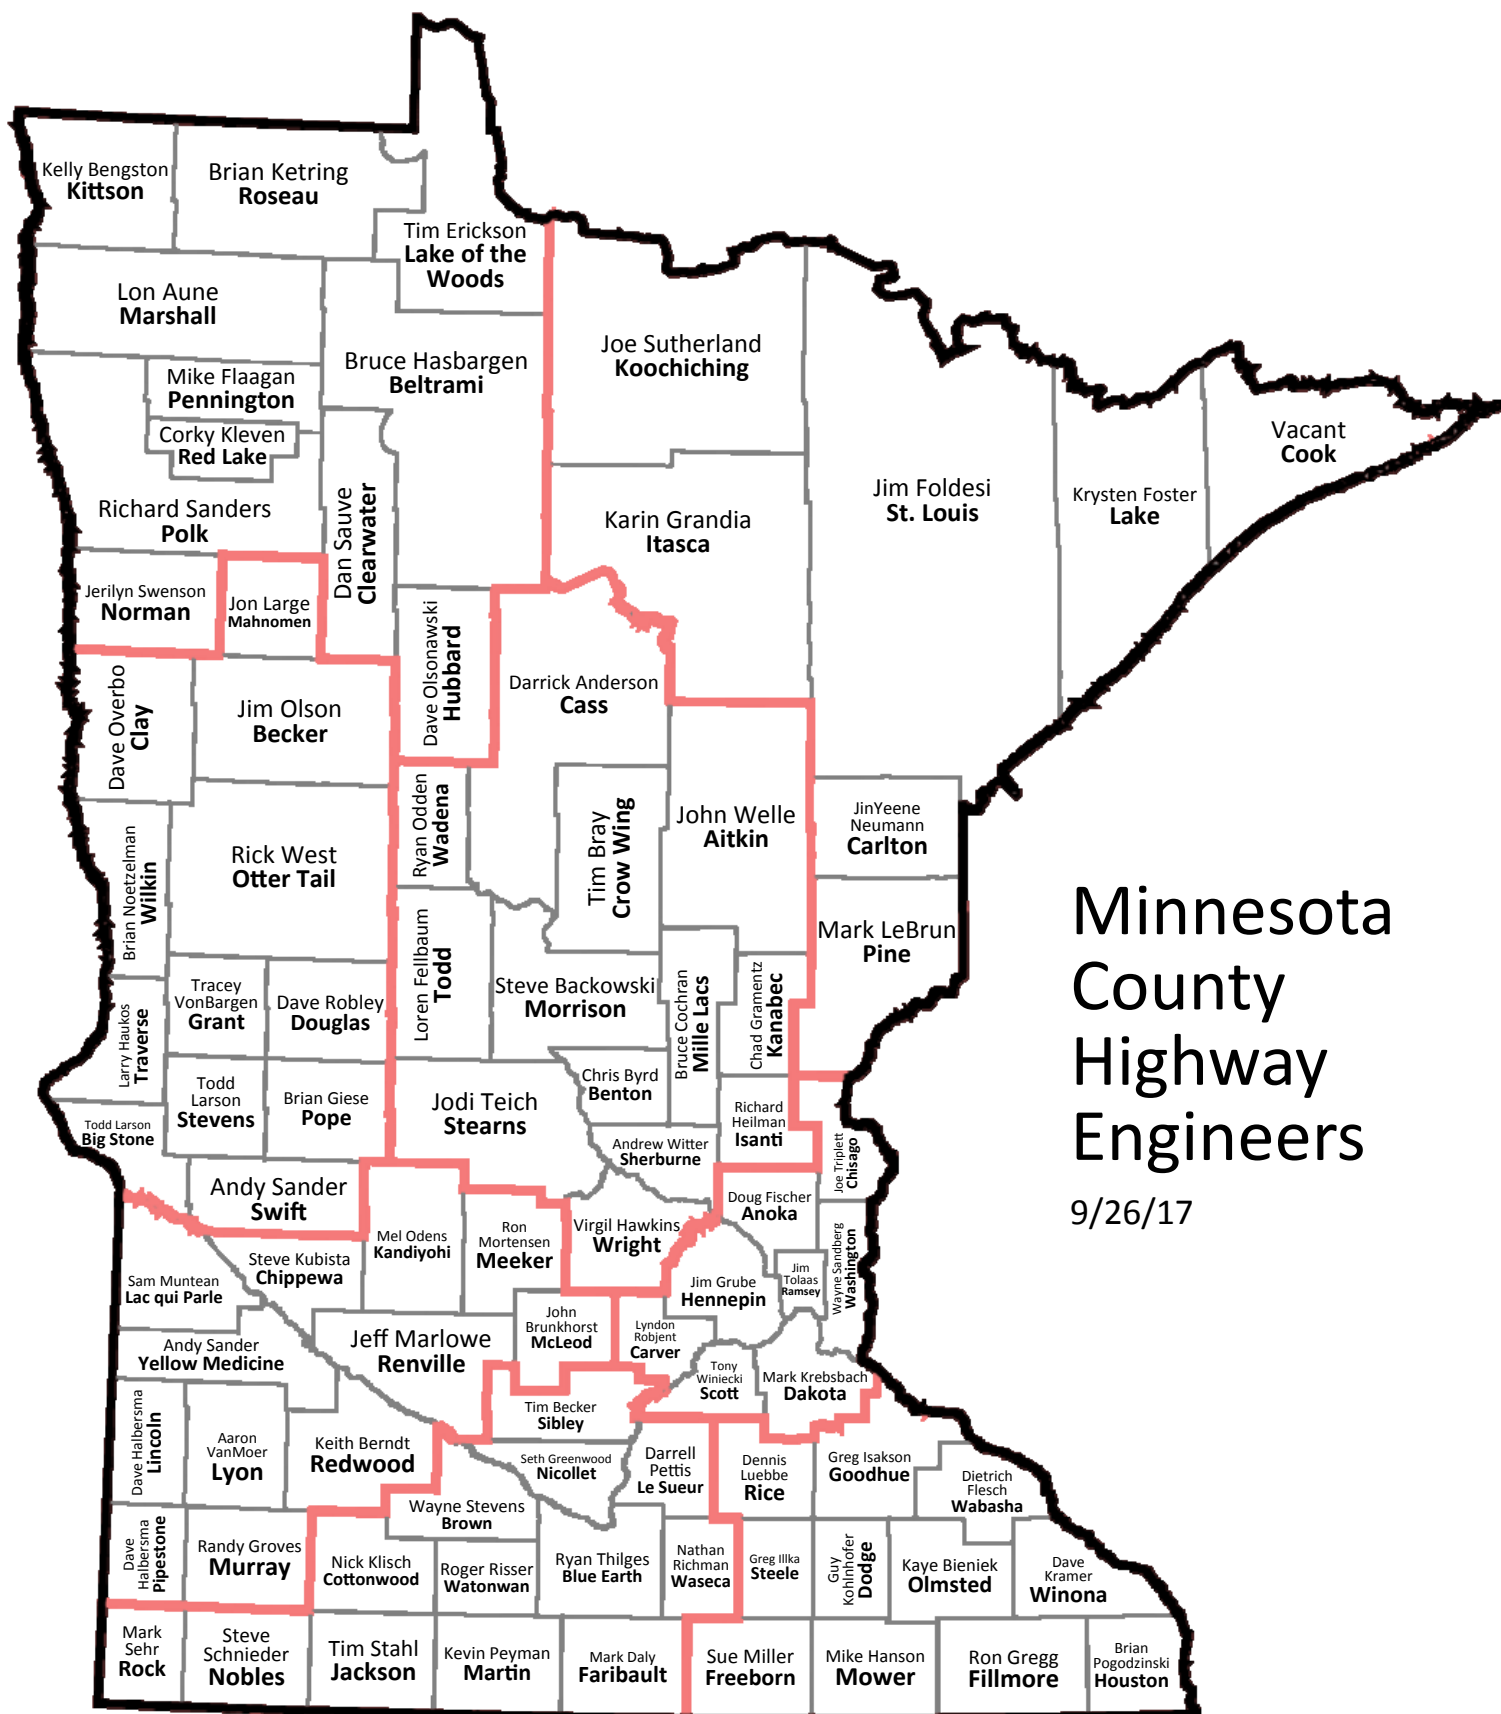 Kelly Bengston
Kittson
Brian Ketring
Roseau
Tim Erickson
Lake of the
Woods
Lon Aune
Marshall
Bruce Hasbargen
Beltrami
Joe Sutherland
Koochiching
Mike Flaagan
Pennington
Corky Kleven
Red Lake
Vacant
Cook
Richard Sanders
Polk
Dan Sauve
Clearwater
Karin Grandia
Itasca
Jim Foldesi
St. Louis
Krysten Foster
Lake
Jerilyn Swenson
Norman
Jon Large
Mahnomen
Dave Olsonawski
Hubbard
Darrick Anderson
Cass
Dave Overbo
Clay
Jim Olson
Becker
Ryan Odden
Wadena
Tim Bray
Crow Wing
John Welle
Aitkin
JinYeene
Neumann
Carlton
Brian Noetzelman
Wilkin
Rick West
Otter Tail
Mark LeBrun
Pine
Minnesota
County
Highway
Engineers
9/26/17
Loren Fellbaum
Todd
Steve Backowski
Morrison
Bruce Cochran
Mille Lacs
Chad Gramentz
Kanabec
Larry Haukos
Traverse
Tracey
VonBargen
Grant
Dave Robley
Douglas
Todd
Larson
Stevens
Brian Giese
Pope
Jodi Teich
Stearns
Chris Byrd
Benton
Richard
Heilman
Isanti
Todd Larson
Big Stone
Andrew Witter
Sherburne
Joe Triplett
Chisago
Andy Sander
Swift
Doug Fischer
Anoka
Mel Odens
Kandiyohi
Ron
Mortensen
Meeker
Virgil Hawkins
Wright
Wayne Sandberg
Washington
Steve Kubista
Chippewa
Sam Muntean
Lac qui Parle
Jim Grube
Hennepin
Jim
Tolaas
Ramsey
John
Brunkhorst
McLeod
Lyndon
Robjent
Carver
Andy Sander
Yellow Medicine
Jeff Marlowe
Renville
Tony
Winiecki
Scott
Mark Krebsbach
Dakota
Dave Halbersma
Lincoln
Aaron
VanMoer
Lyon
Keith Berndt
Redwood
Tim Becker
Sibley
Seth Greenwood
Nicollet
Darrell
Pettis
Le Sueur
Dennis
Luebbe
Rice
Greg Isakson
Goodhue
Dietrich
Flesch
Wabasha
Dave
Halbersma
Pipestone
Randy Groves
Murray
Wayne Stevens
Brown
Nick Klisch
Cottonwood
Roger Risser
Watonwan
Ryan Thilges
Blue Earth
Nathan
Richman
Waseca
Greg Illka
Steele
Guy
Kohlnhofer
Dodge
Kaye Bieniek
Olmsted
Dave
Kramer
Winona
Mark
Sehr
Rock
Steve
Schnieder
Nobles
Tim Stahl
Jackson
Kevin Peyman
Martin
Mark Daly
Faribault
Sue Miller
Freeborn
Mike Hanson
Mower
Ron Gregg
Fillmore
Brian
Pogodzinski
Houston